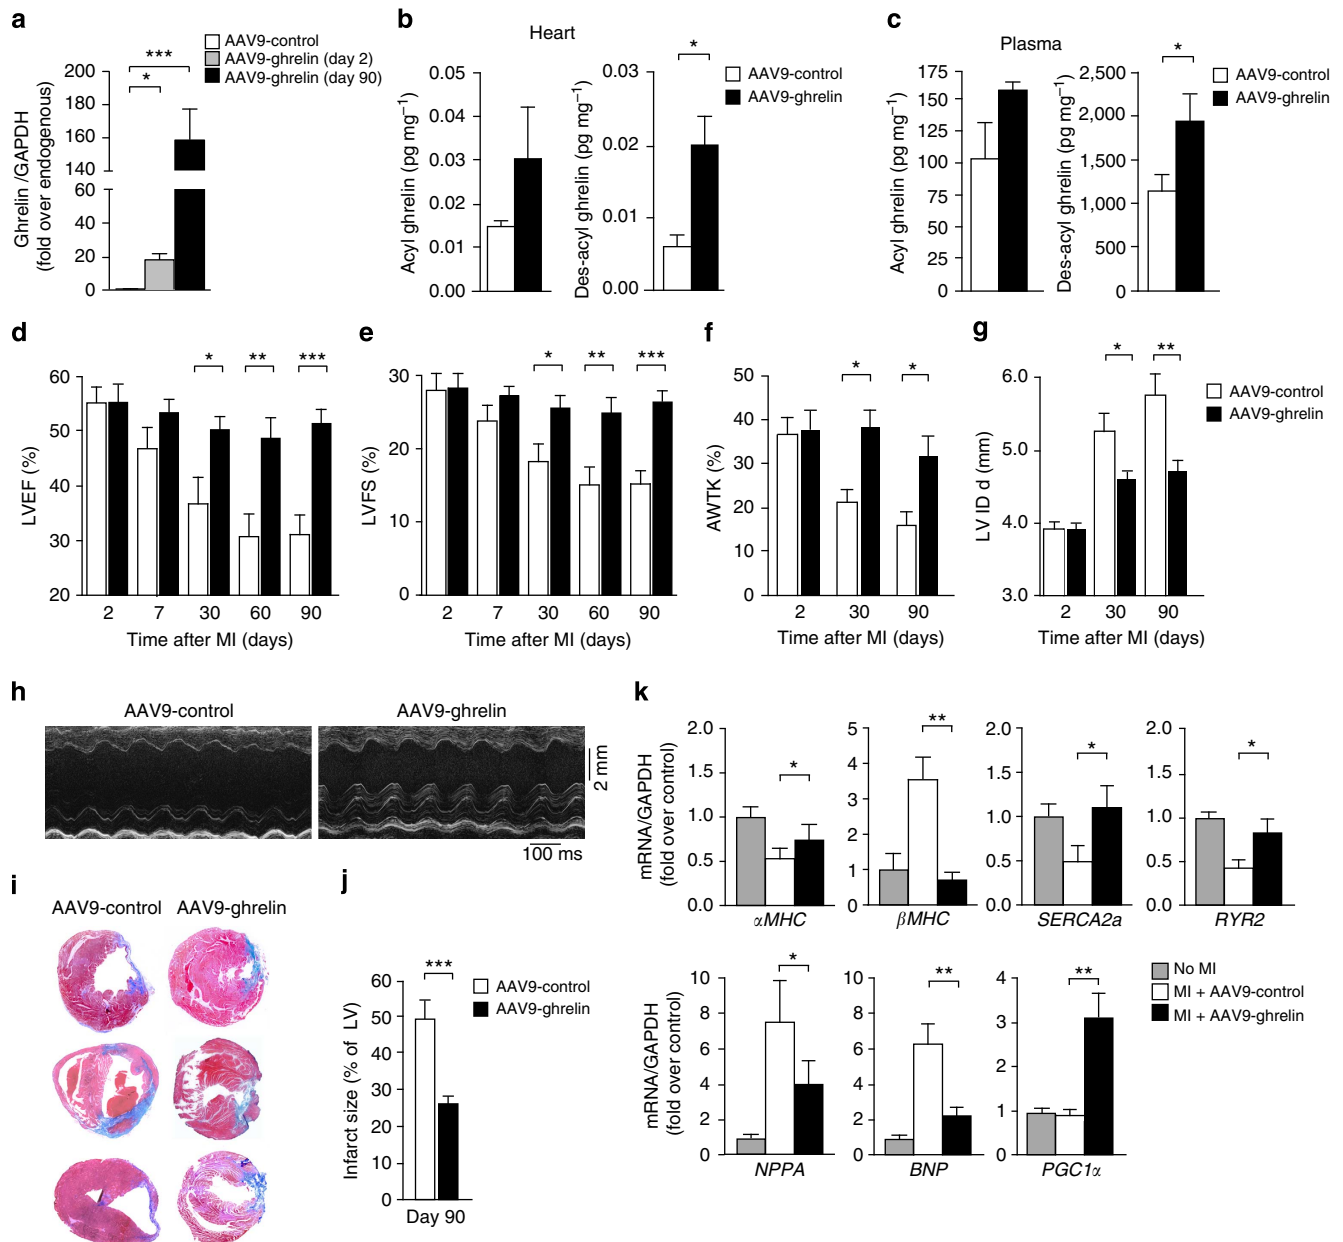 a
AAV9-control
AAV9-ghrelin (day 2)
AAV9-ghrelin (day 90)
***
*
Ghrelin /GAPDH
(fold over endogenous)
200
180
160
140
60
40
20
0
b
Heart
Acyl ghrelin (pg mg⁻¹)
0.05
0.04
0.03
0.02
0.01
0.00
Des-acyl ghrelin (pg mg⁻¹)
0.03
0.02
0.01
0.00
*
AAV9-control
AAV9-ghrelin
c
Plasma
Acyl ghrelin (pg mg⁻¹)
175
150
125
100
75
50
25
0
Des-acyl ghrelin (pg mg⁻¹)
2,500
2,000
1,500
1,000
500
0
*
AAV9-control
AAV9-ghrelin
d
LVEF (%)
60
50
40
30
20
* ** ***
2 7 30 60 90
Time after MI (days)
e
LVFS (%)
30
20
10
0
* ** ***
2 7 30 60 90
Time after MI (days)
f
AWTK (%)
50
40
30
20
10
0
* *
2 30 90
Time after MI (days)
g
LV ID d (mm)
6.0
5.0
4.0
3.0
* **
2 30 90
Time after MI (days)
AAV9-control
AAV9-ghrelin
h
AAV9-control AAV9-ghrelin
2 mm
100 ms
i
AAV9-control AAV9-ghrelin
j
Infarct size (% of LV)
60
50
40
30
20
10
0
***
AAV9-control
AAV9-ghrelin
Day 90
k
mRNA/GAPDH
(fold over control)
2.0
1.5
1.0
0.5
0.0
*
αMHC
5
4
3
2
1
0
**
βMHC
2.0
1.5
1.0
0.5
0.0
*
SERCA2a
2.0
1.5
1.0
0.5
0.0
*
RYR2
mRNA/GAPDH
(fold over control)
10
8
6
4
2
0
*
NPPA
10
8
6
4
2
0
**
BNP
4
3
2
1
0
**
PGC1α
No MI
MI + AAV9-control
MI + AAV9-ghrelin